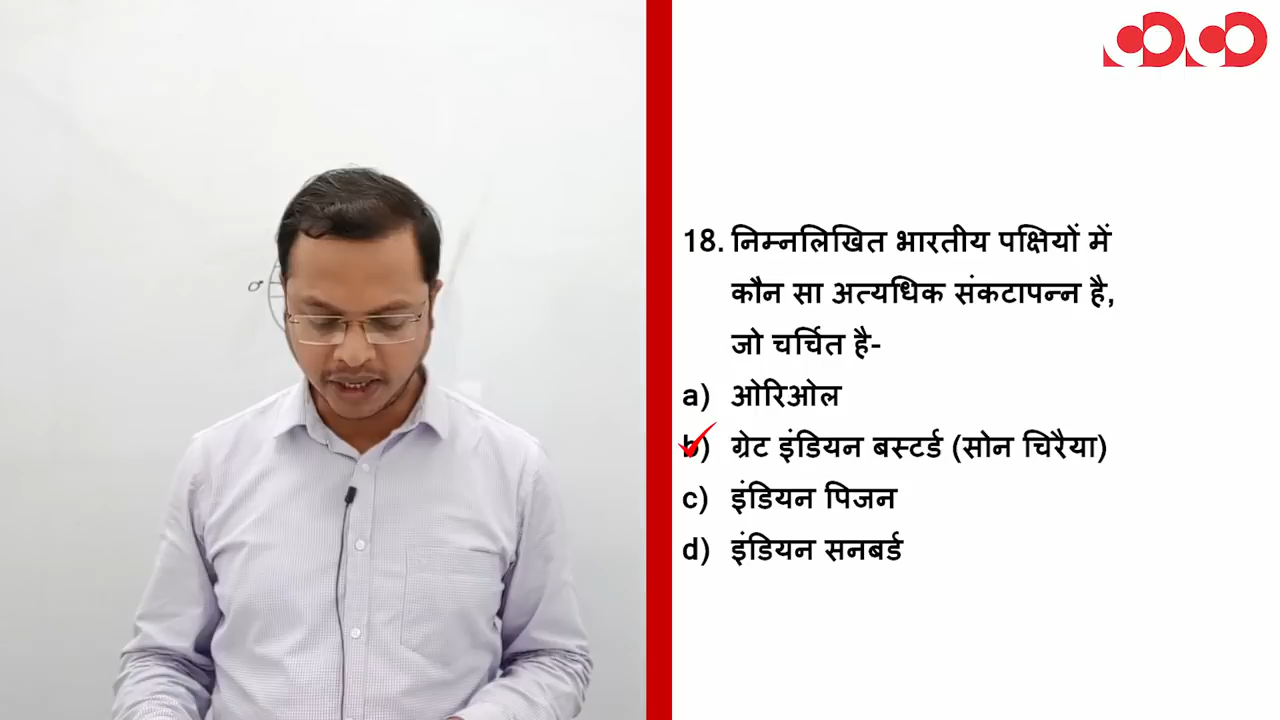 18. निम्नलिखित भारतीय पक्षियों में
कौन सा अत्यधिक संकटापन्न है,
जो चर्चित है-
a) ओरिओल
b) ग्रेट इंडियन बस्टर्ड (सोन चिरैया)
c) इंडियन पिजन
d) इंडियन सनबर्ड